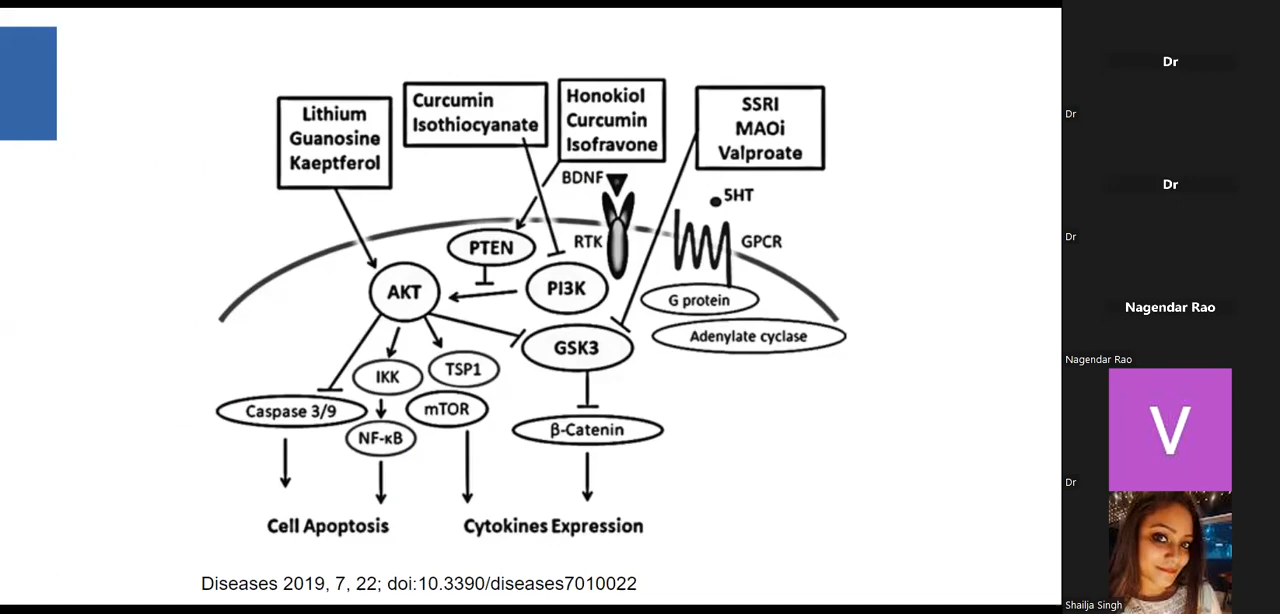 Lithium
Guanosine
Kaeptferol
Curcumin
Isothiocyanate
Honokiol
Curcumin
Isofravone
SSRI
MAOi
Valproate
BDNF
5HT
RTK
GPCR
PTEN
AKT
PI3K
G protein
Adenylate cyclase
GSK3
IKK
TSP1
Caspase 3/9
mTOR
NF-κB
β-Catenin
Cell Apoptosis
Cytokines Expression
Diseases 2019, 7, 22; doi:10.3390/diseases7010022
Dr
Dr
Dr
Dr
Nagendar Rao
Nagendar Rao
V
Dr
Shailja Singh